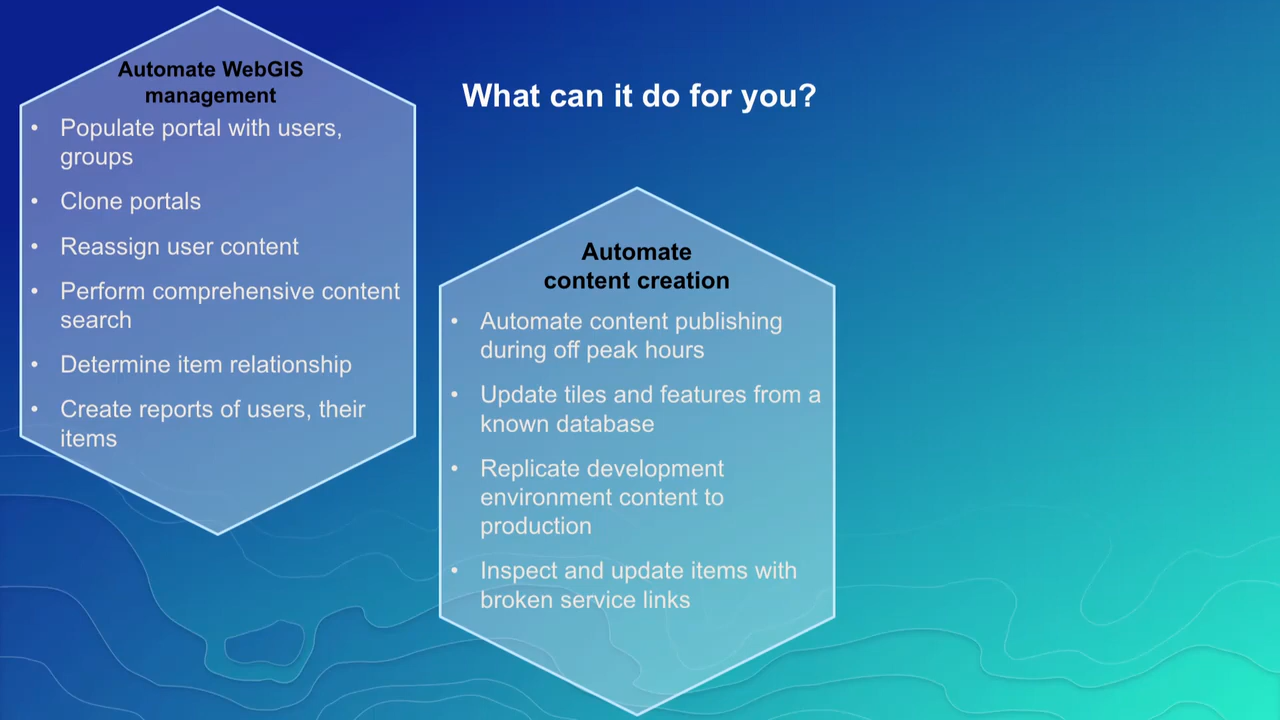 What can it do for you?
Automate WebGIS
management
• Populate portal with users,
groups
• Clone portals
• Reassign user content
• Perform comprehensive content
search
• Determine item relationship
• Create reports of users, their
items
Automate
content creation
• Automate content publishing
during off peak hours
• Update tiles and features from a
known database
• Replicate development
environment content to
production
• Inspect and update items with
broken service links